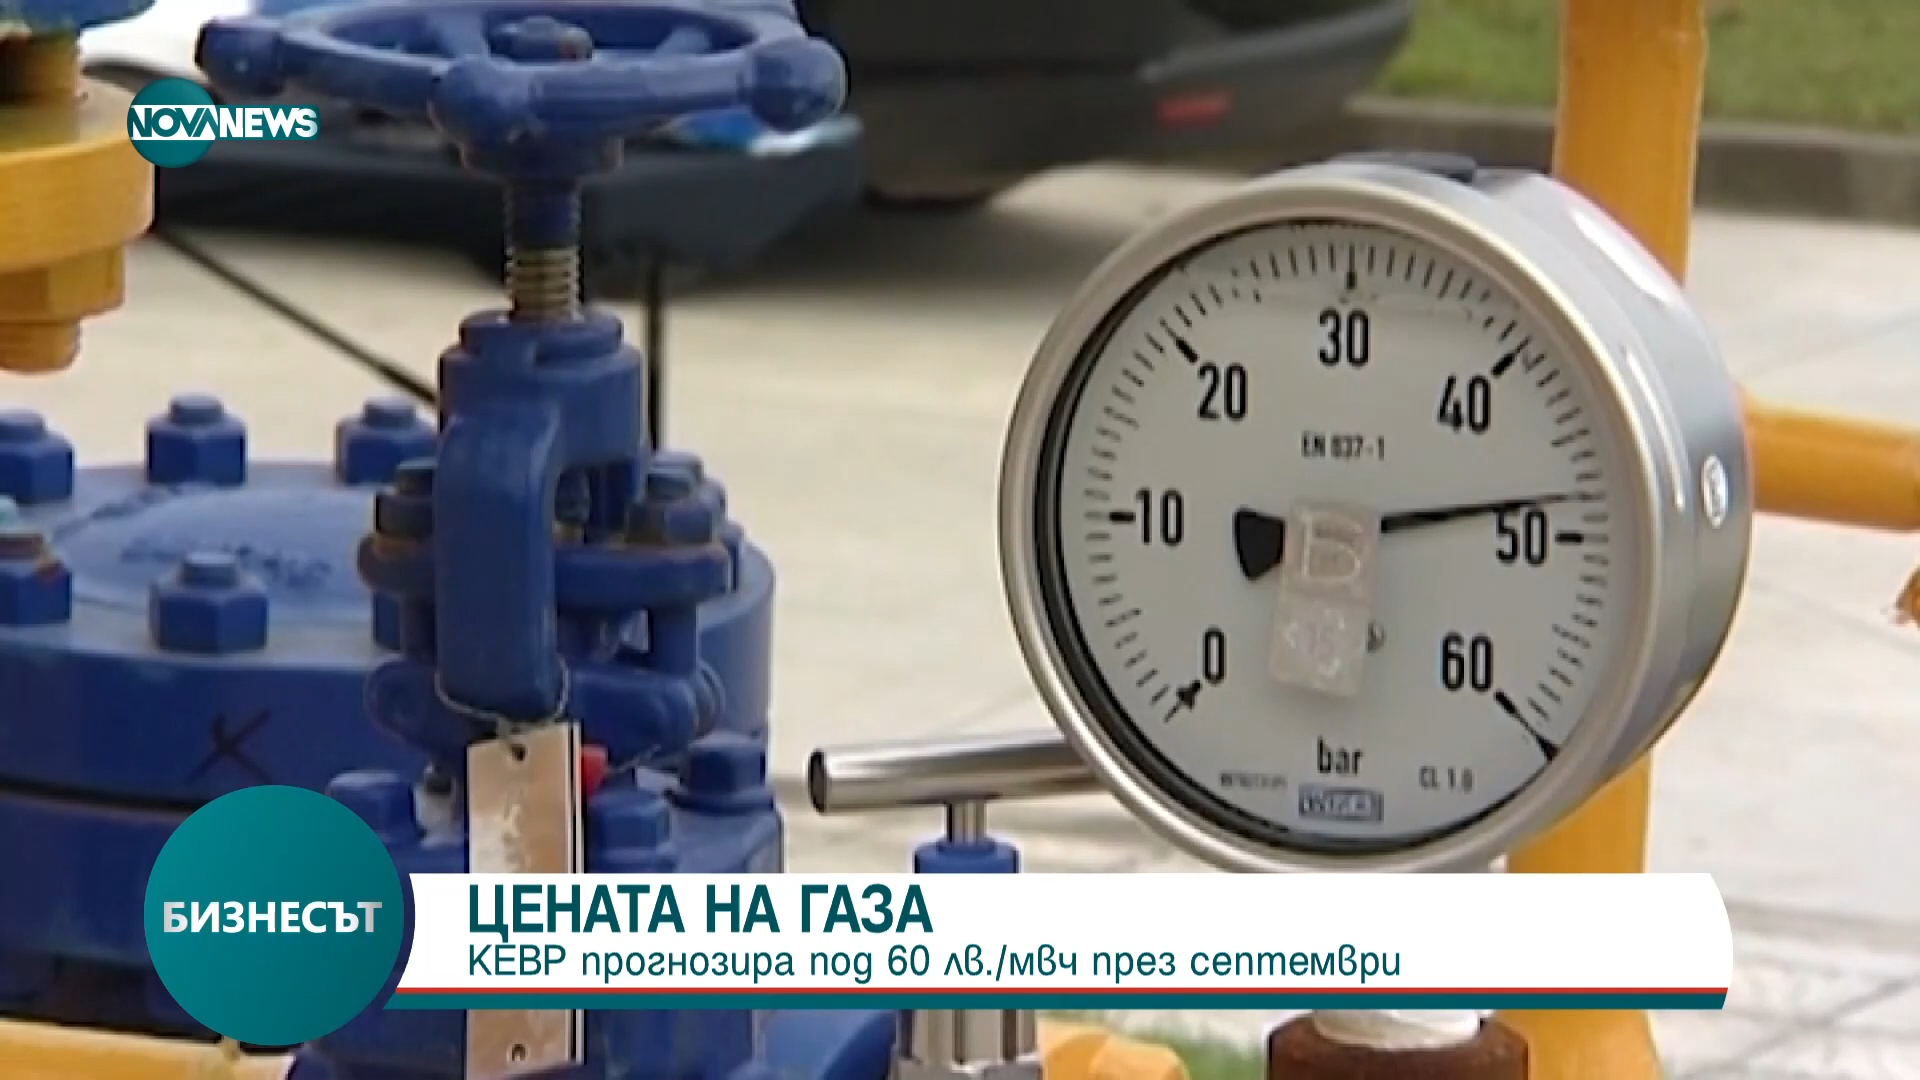 NOVANEWS
30
20
40
EN 837-1
10
50
Б
0
60
bar
CL 1.0
WIKA
БИЗНЕСЪТ
ЦЕНАТА НА ГАЗА
КЕВР прогнозира под 60 лв./мвч през септември